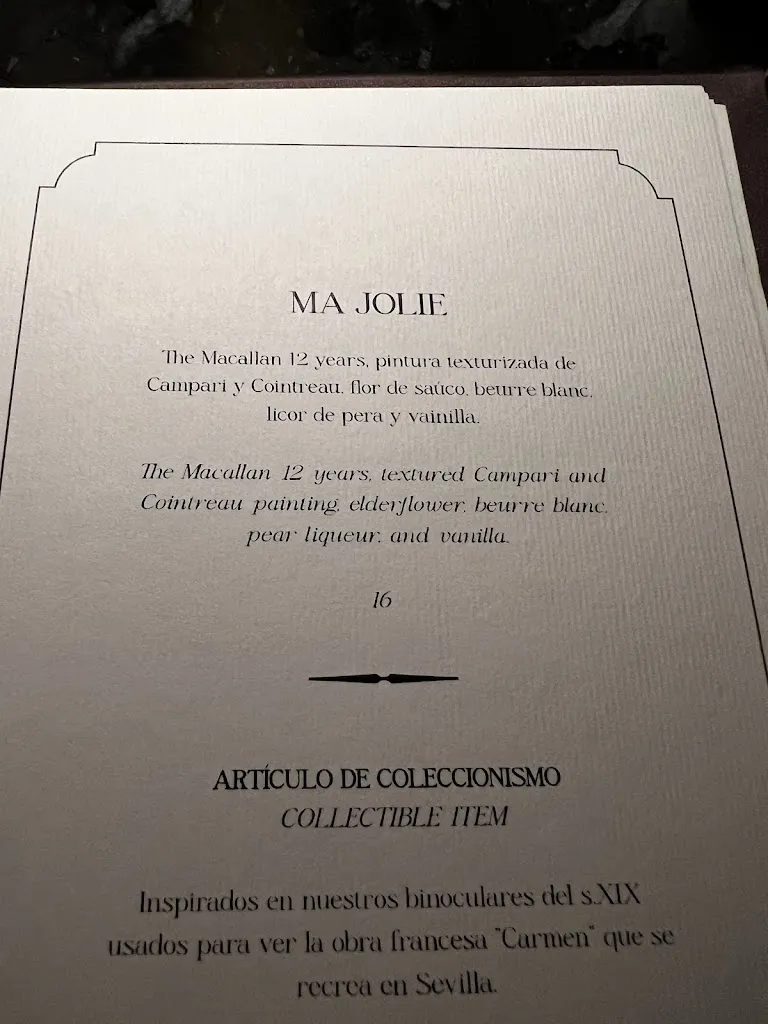 MA JOLIE
The Macallan 12 years, pintura texturizada de
Campari y Cointreau, flor de saúco, beurre blanc,
licor de pera y vainilla.
The Macallan 12 years, textured Campari and
Cointreau painting, elderflower, beurre blanc,
pear liqueur, and vanilla.
16
ARTÍCULO DE COLECCIONISMO
COLLECTIBLE ITEM
Inspirados en nuestros binoculares del s.XIX
usados para ver la obra francesa "Carmen" que se
recrea en Sevilla.